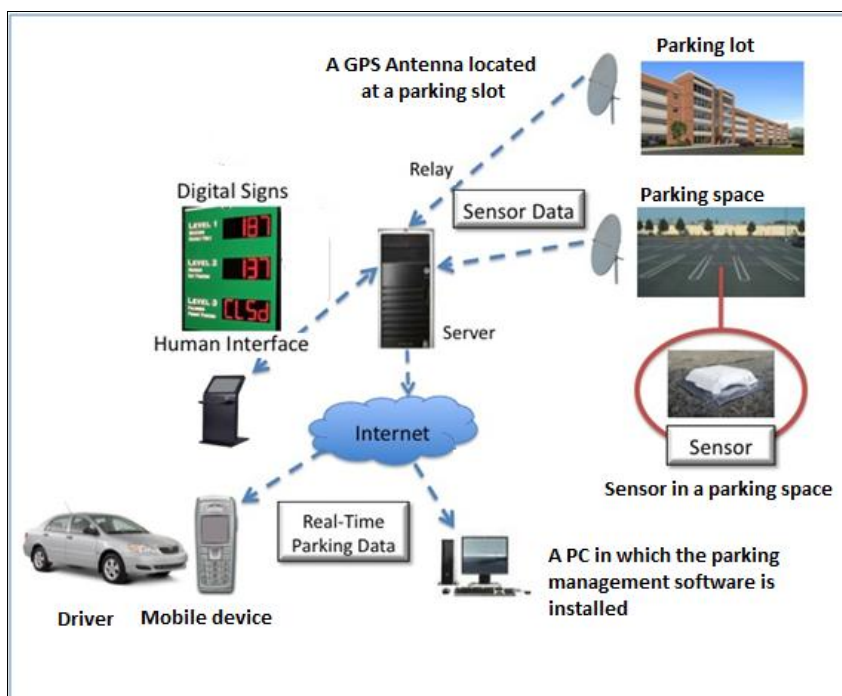 A GPS Antenna located
at a parking slot
Parking lot
Relay
Sensor Data
Parking space
Digital Signs
LEVEL 1
187
LEVEL 2
137
LEVEL 3
CLSd
Human Interface
Server
Internet
Sensor
Sensor in a parking space
Real-Time
Parking Data
A PC in which the parking
management software is
installed
Driver
Mobile device